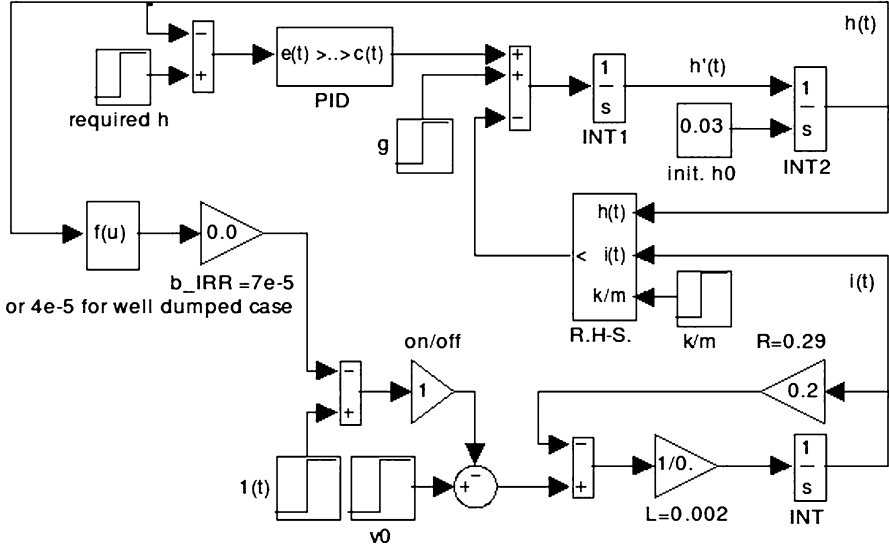 h(t)
−
+
e(t) >..> c(t)
PID
required h
+
+
−
g
1
s
INT1
h'(t)
0.03
init. h0
1
s
INT2
f(u)
0.0
b_IRR =7e-5
or 4e-5 for well dumped case
h(t)
< i(t)
k/m
R.H-S.
k/m
i(t)
on/off
R=0.29
−
+
1
0.2
1(t)
v0
+
−
−
+
1/0.
L=0.002
1
s
INT